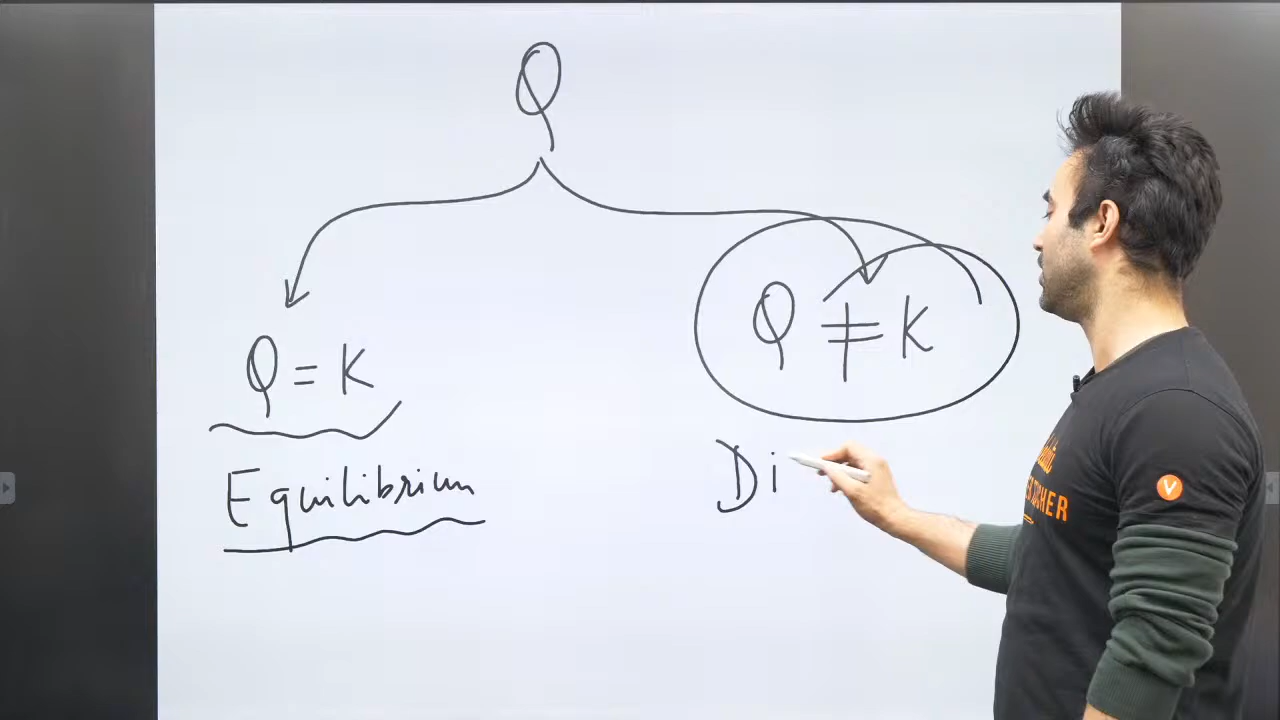 Q
Q = K
Q ≠ K
Equilibrium
Di
V